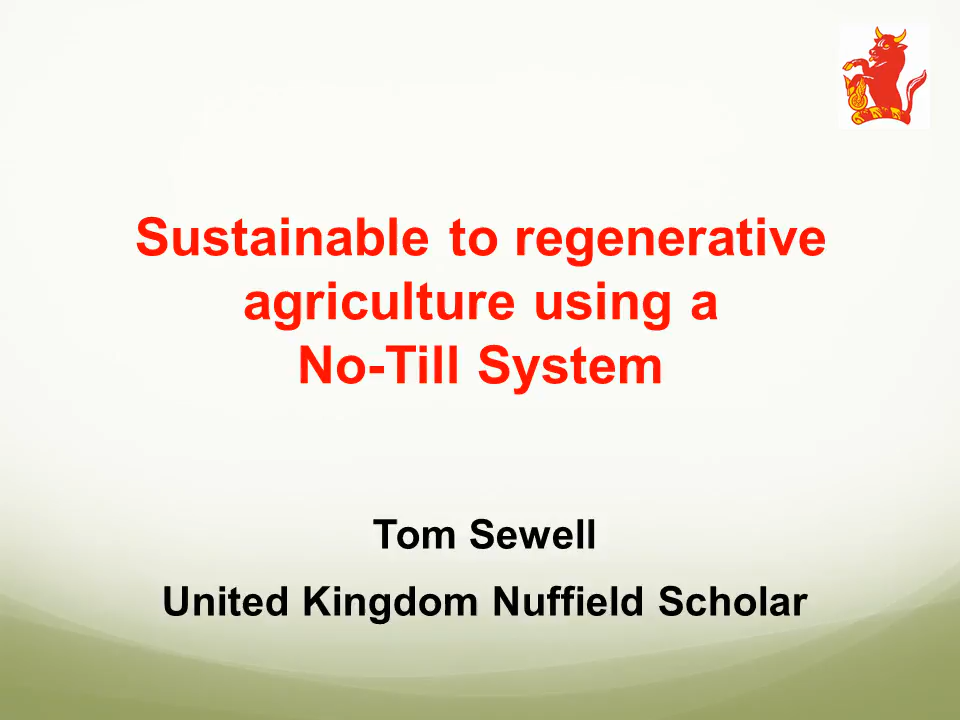 Sustainable to regenerative
agriculture using a
No-Till System
Tom Sewell
United Kingdom Nuffield Scholar